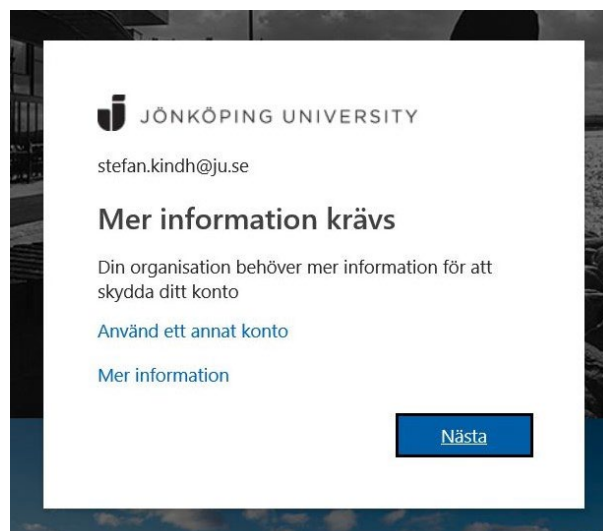 JÖNKÖPING UNIVERSITY
stefan.kindh@ju.se
Mer information krävs
Din organisation behöver mer information för att
skydda ditt konto
Använd ett annat konto
Mer information
Nästa